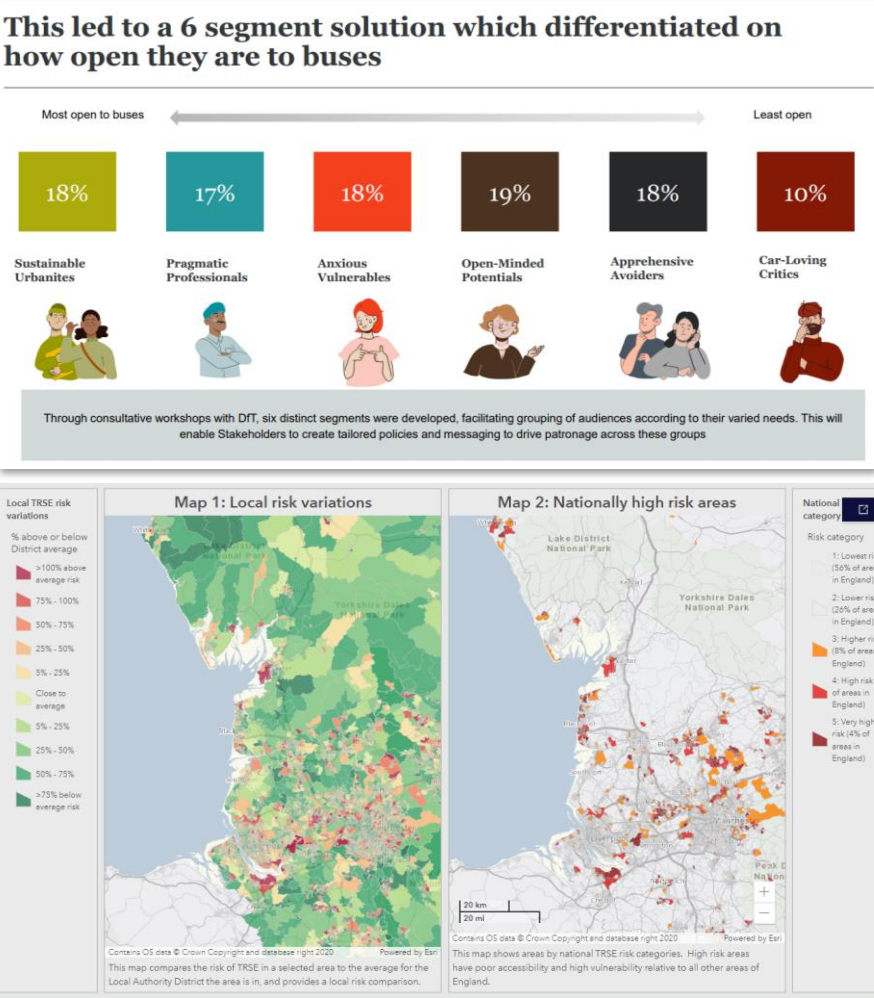 This led to a 6 segment solution which differentiated on
how open they are to buses
Most open to buses
Least open
18%
17%
18%
19%
18%
10%
Sustainable
Urbanites
Pragmatic
Professionals
Anxious
Vulnerables
Open-Minded
Potentials
Apprehensive
Avoiders
Car-Loving
Critics
Through consultative workshops with DfT, six distinct segments were developed, facilitating grouping of audiences according to their varied needs. This will
enable Stakeholders to create tailored policies and messaging to drive patronage across these groups
Local TRSE risk
variations
% above or below
District average
>100% above
average risk
75% - 100%
50% - 75%
25% - 50%
5% - 25%
Close to
average
5% - 25%
25% - 50%
50% - 75%
>75% below
average risk
Map 1: Local risk variations
Lake District
National Park
Yorkshire Dales
National Park
Contains OS data © Crown Copyright and database right 2020
Powered by Esri
This map compares the risk of TRSE in a selected area to the average for the
Local Authority District the area is in, and provides a local risk comparison.
Map 2: Nationally high risk areas
Lake District
National Park
Kendal
Yorkshire Dales
National Park
20 km
20 mi
+
−
Contains OS data © Crown Copyright and database right 2020
Powered by Esri
This map shows areas by national TRSE risk categories. High risk areas
have poor accessibility and high vulnerability relative to all other areas of
England.
National
category
Risk category
1: Lowest ri
(56% of are
in England)
2: Lower ris
(26% of are
in England)
3: Higher ri
(8% of areas
England)
4: High risk
of areas in
England)
5: Very high
risk (4% of
areas in
England)